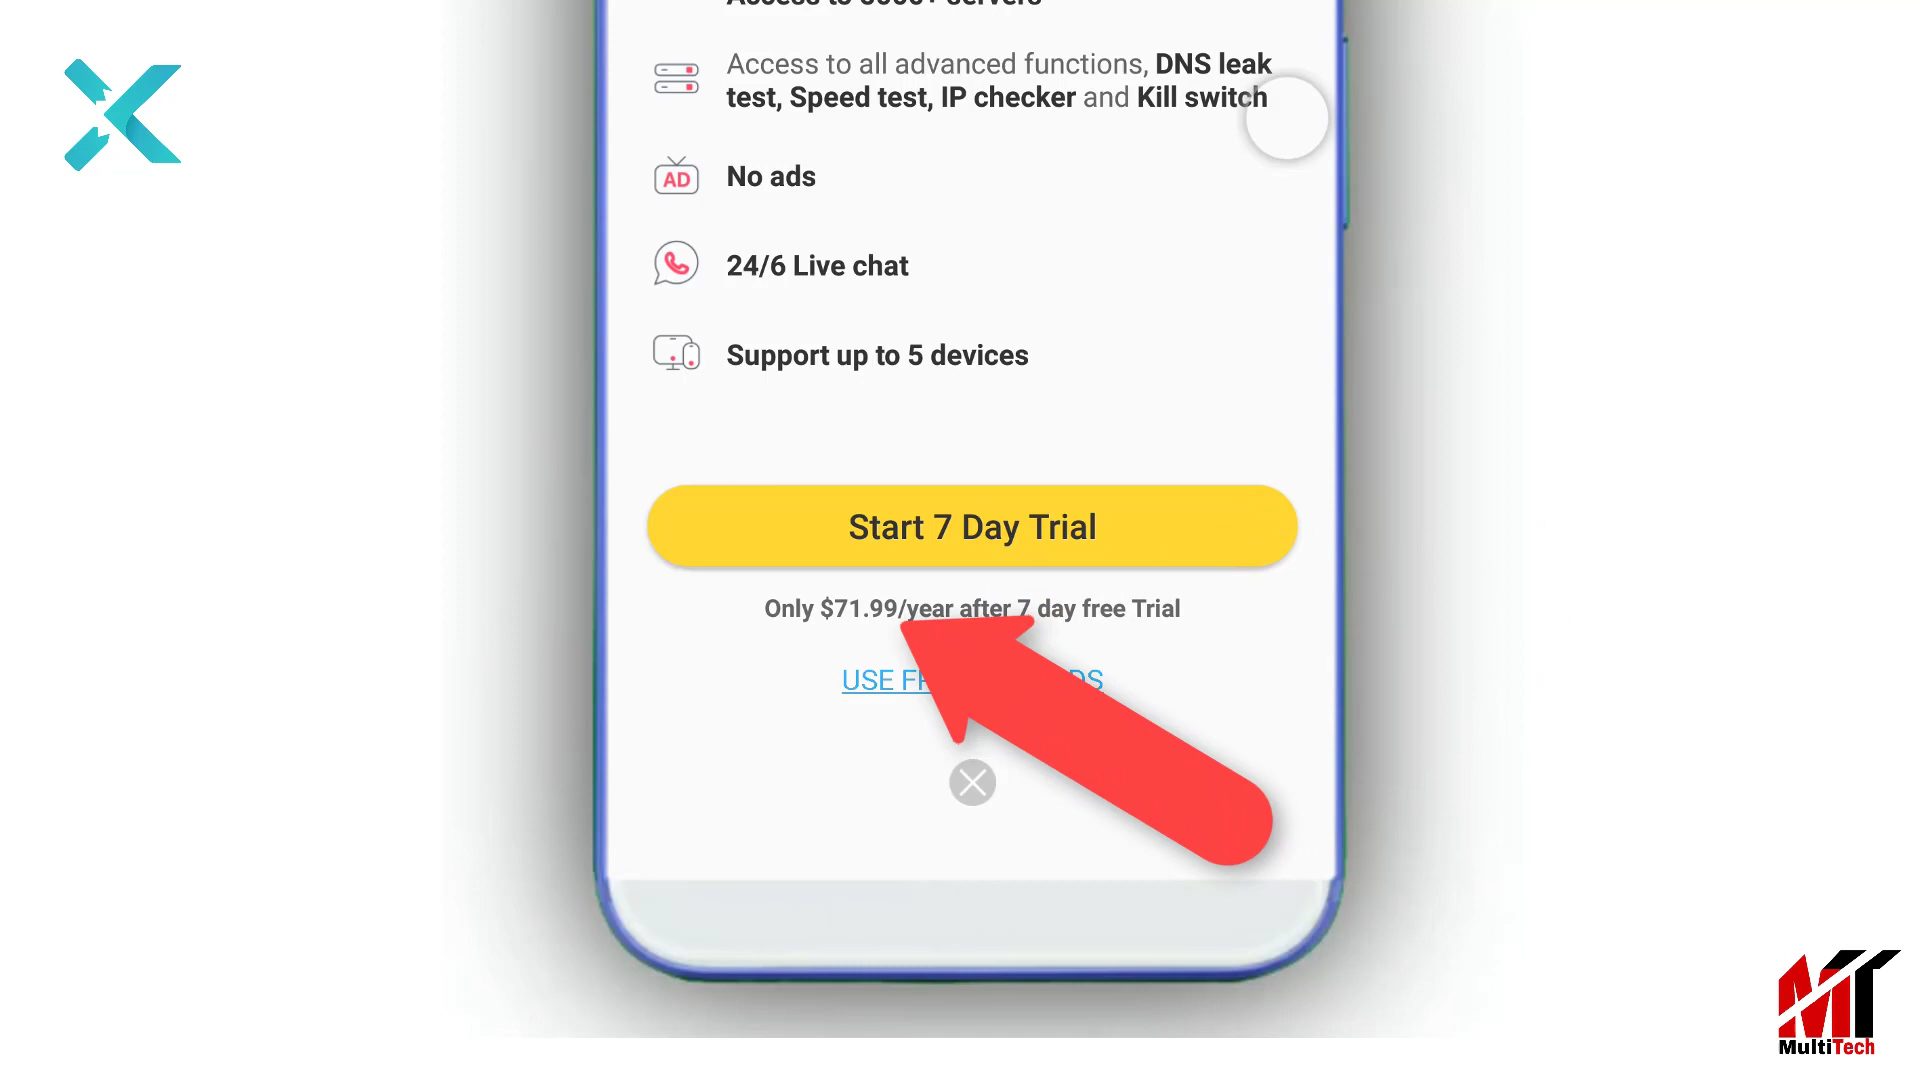 Access to all advanced functions, DNS leak
test, Speed test, IP checker and Kill switch
AD
No ads
24/6 Live chat
Support up to 5 devices
Start 7 Day Trial
Only $71.99/year after 7 day free Trial
USE
MT
MultiTech